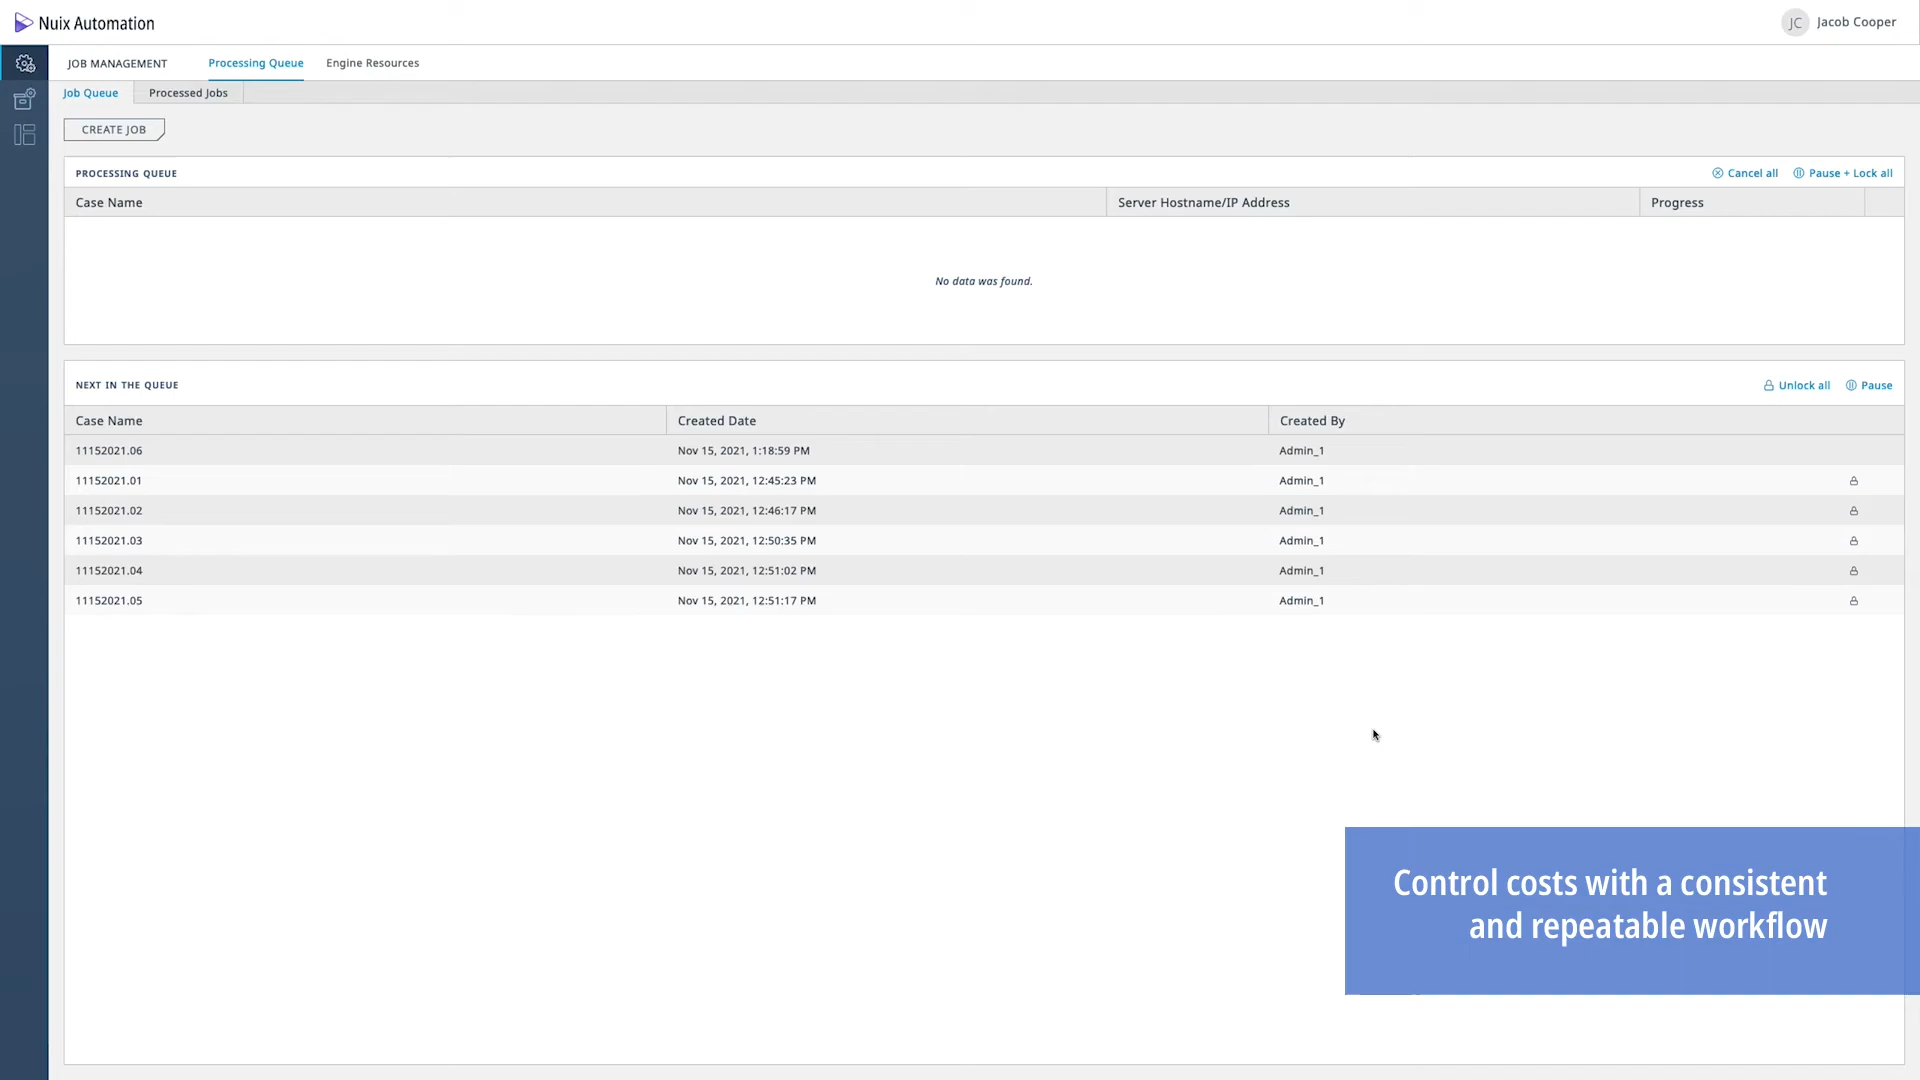 Nuix Automation
JC Jacob Cooper
JOB MANAGEMENT Processing Queue Engine Resources
Job Queue Processed Jobs
CREATE JOB
PROCESSING QUEUE Cancel all Pause + Lock all
Case Name Server Hostname/IP Address Progress
No data was found.
NEXT IN THE QUEUE Unlock all Pause
Case Name Created Date Created By
11152021.06 Nov 15, 2021, 1:18:59 PM Admin_1
11152021.01 Nov 15, 2021, 12:45:23 PM Admin_1
11152021.02 Nov 15, 2021, 12:46:17 PM Admin_1
11152021.03 Nov 15, 2021, 12:50:35 PM Admin_1
11152021.04 Nov 15, 2021, 12:51:02 PM Admin_1
11152021.05 Nov 15, 2021, 12:51:17 PM Admin_1
Control costs with a consistent
and repeatable workflow